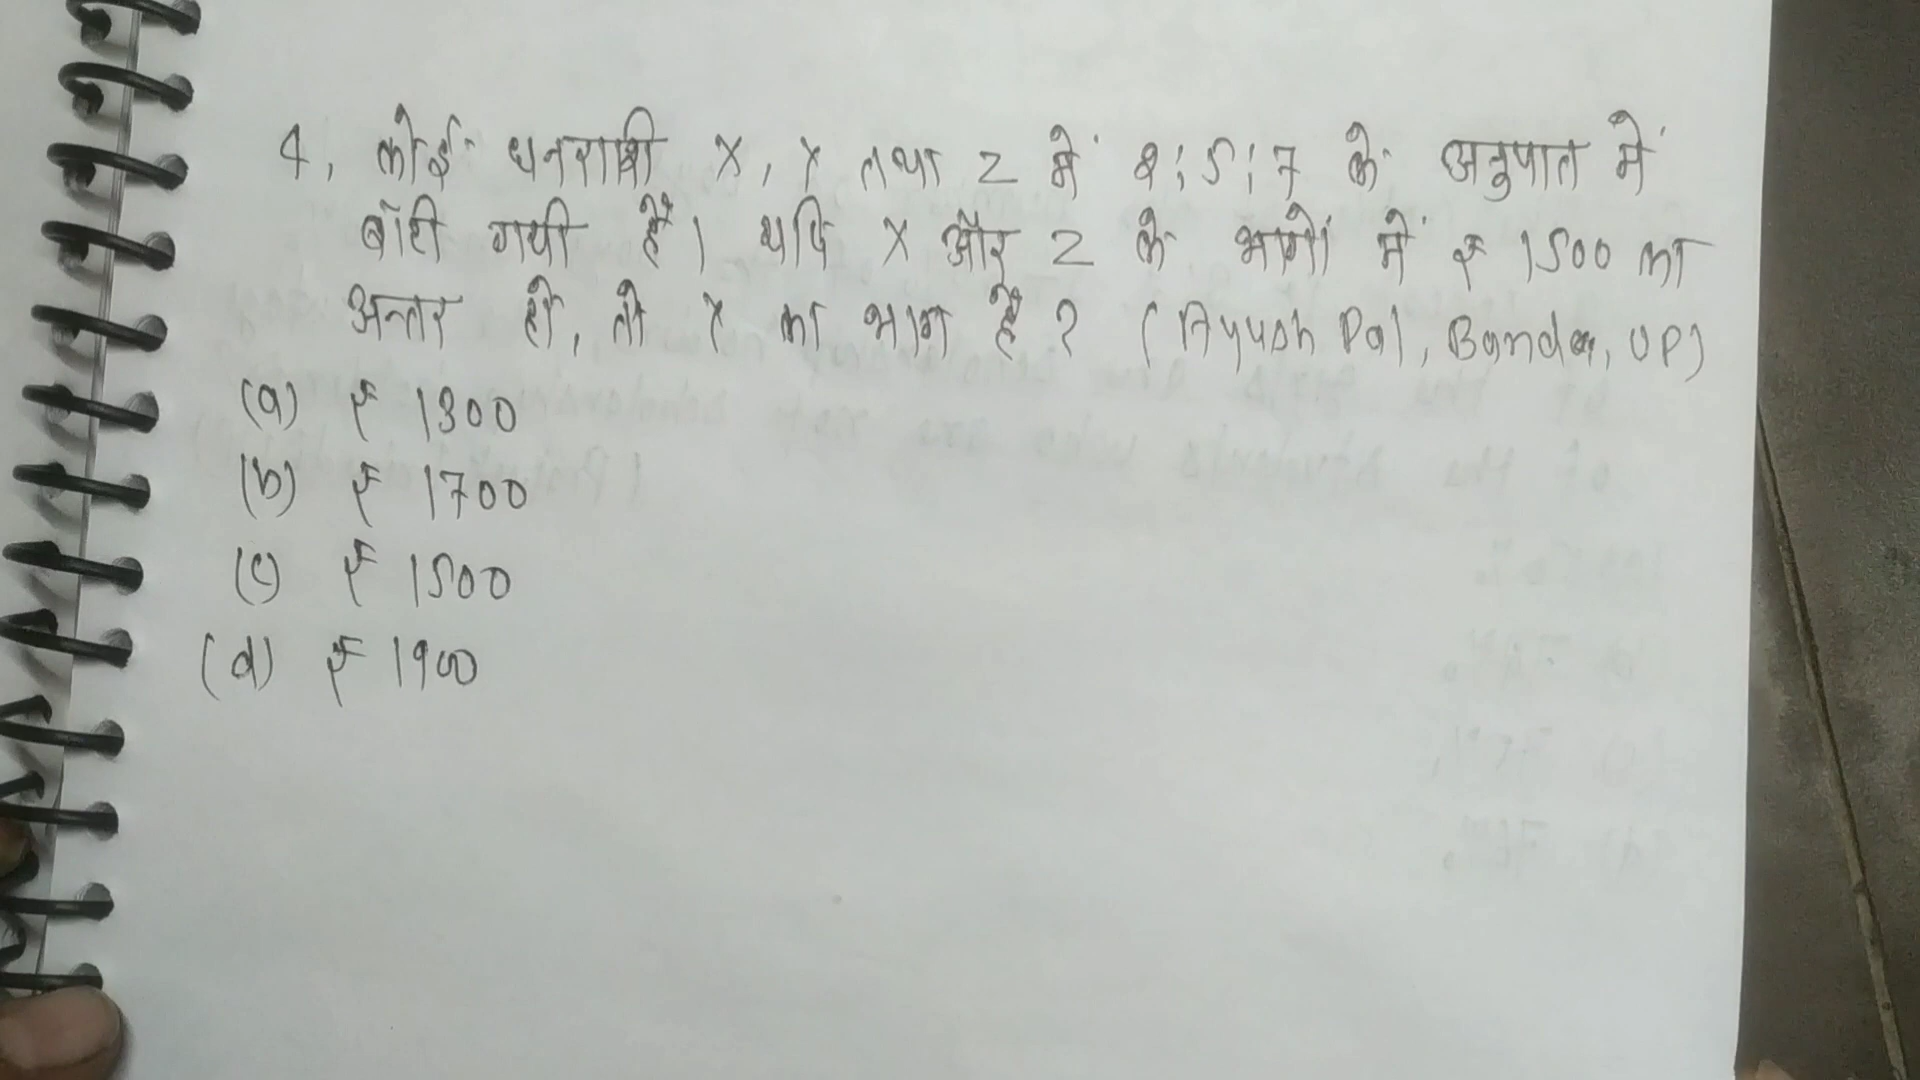 4, कोई धनराशी X, Y तथा Z में 2:5:7 के अनुपात में
बाँटी गयी हैं। यदि X और Z के भागों में ₹ 1500 का
अन्तर हो, तो Y का भाग हैं? (Ayush Pal, Banda, UP)
(a) ₹ 1300
(b) ₹ 1700
(c) ₹ 1500
(d) ₹ 1900